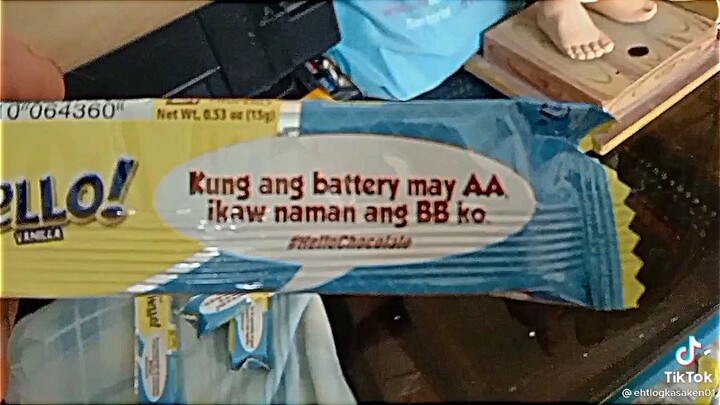 0"064360"
Net Wt. 0.53 oz (15g)
ello!
VANILLA
Kung ang battery may AA,
ikaw naman ang BB ko.
#HelloChocolate
TikTok
@ehtlogkasaken01